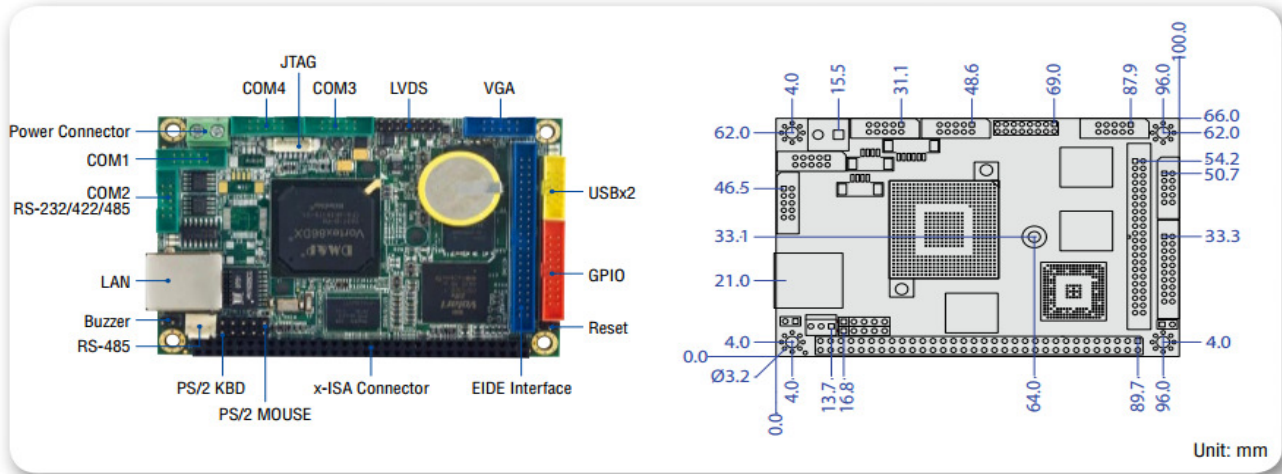 JTAG
COM4
COM3
LVDS
VGA
Power Connector
COM1
COM2
RS-232/422/485
LAN
Buzzer
RS-485
PS/2 KBD
PS/2 MOUSE
x-ISA Connector
EIDE Interface
USBx2
GPIO
Reset
DM&P
Vortex86DX
4.0
15.5
31.1
48.6
69.0
87.9
96.0
100.0
62.0
66.0
62.0
54.2
46.5
50.7
33.1
33.3
21.0
4.0
4.0
0.0
Ø3.2
0.0
4.0
13.7
16.8
64.0
89.7
96.0
Unit: mm